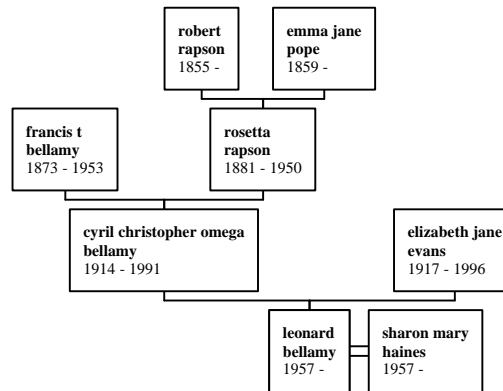 robert
rapson
1855 -
emma jane
pope
1859 -
francis t
bellamy
1873 - 1953
rosetta
rapson
1881 - 1950
cyril christopher omega
bellamy
1914 - 1991
elizabeth jane
evans
1917 - 1996
leonard
bellamy
1957 -
sharon mary
haines
1957 -